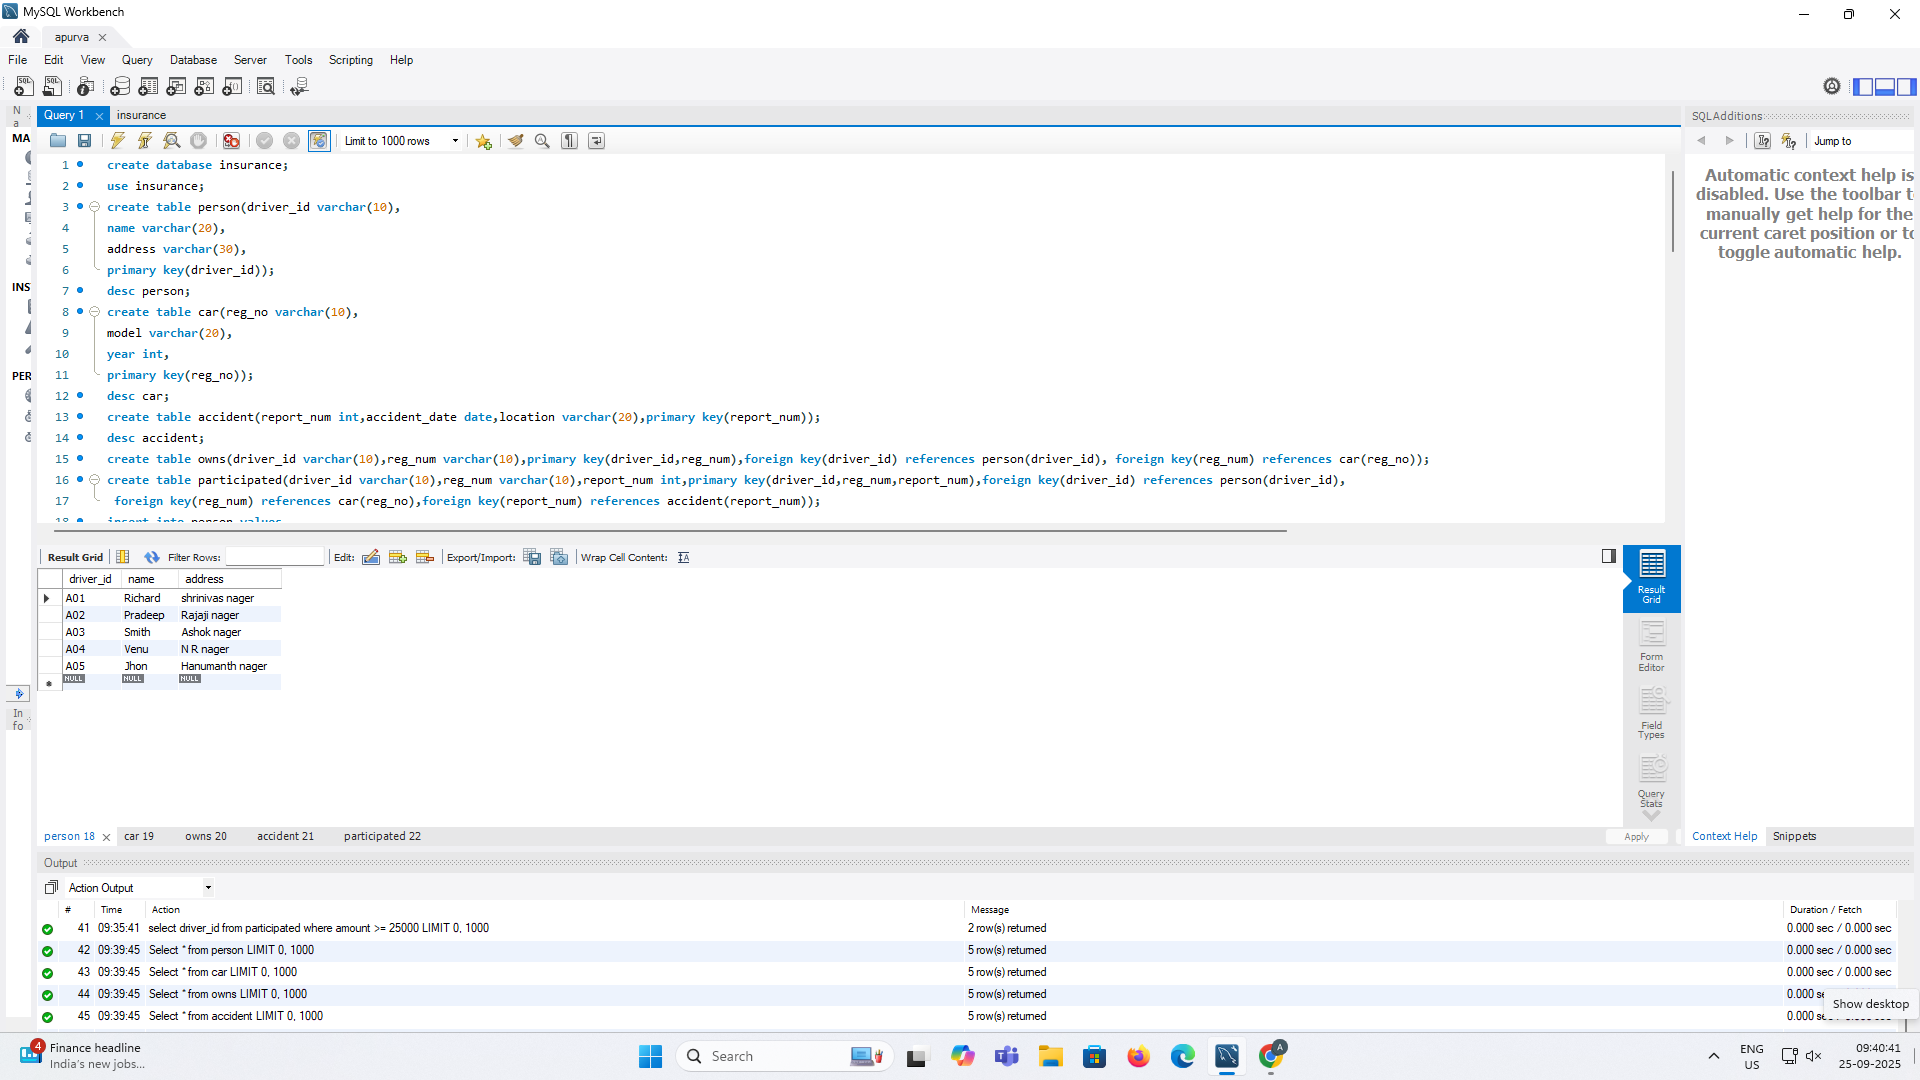 MySQL Workbench
apurva
File Edit View Query Database Server Tools Scripting Help
Query 1 insurance
Limit to 1000 rows
1 create database insurance;
2 use insurance;
3 create table person(driver_id varchar(10),
4 name varchar(20),
5 address varchar(30),
6 primary key(driver_id));
7 desc person;
8 create table car(reg_no varchar(10),
9 model varchar(20),
10 year int,
11 primary key(reg_no));
12 desc car;
13 create table accident(report_num int,accident_date date,location varchar(20),primary key(report_num));
14 desc accident;
15 create table owns(driver_id varchar(10),reg_num varchar(10),primary key(driver_id,reg_num),foreign key(driver_id) references person(driver_id), foreign key(reg_num) references car(reg_no));
16 create table participated(driver_id varchar(10),reg_num varchar(10),report_num int,primary key(driver_id,reg_num,report_num),foreign key(driver_id) references person(driver_id),
17 foreign key(reg_num) references car(reg_no),foreign key(report_num) references accident(report_num));
18 insert into person values
Na
MA
INS
PER
In
fo
SQLAdditions
Jump to
Automatic context help is
disabled. Use the toolbar t
manually get help for the
current caret position or to
toggle automatic help.
Result Grid Filter Rows: Edit: Export/Import: Wrap Cell Content:
driver_id name address
A01 Richard shrinivas nager
A02 Pradeep Rajaji nager
A03 Smith Ashok nager
A04 Venu N R nager
A05 Jhon Hanumanth nager
NULL NULL NULL
Result
Grid
Form
Editor
Field
Types
Query
Stats
person 18 car 19 owns 20 accident 21 participated 22
Apply
Context Help Snippets
Output
Action Output
# Time Action Message Duration / Fetch
41 09:35:41 select driver_id from participated where amount >= 25000 LIMIT 0, 1000 2 row(s) returned 0.000 sec / 0.000 sec
42 09:39:45 Select * from person LIMIT 0, 1000 5 row(s) returned 0.000 sec / 0.000 sec
43 09:39:45 Select * from car LIMIT 0, 1000 5 row(s) returned 0.000 sec / 0.000 sec
44 09:39:45 Select * from owns LIMIT 0, 1000 5 row(s) returned 0.000 se
45 09:39:45 Select * from accident LIMIT 0, 1000 5 row(s) returned 0.000 se
Show desktop
4
Finance headline
India's new jobs...
Search
A
ENG
US
09:40:41
25-09-2025